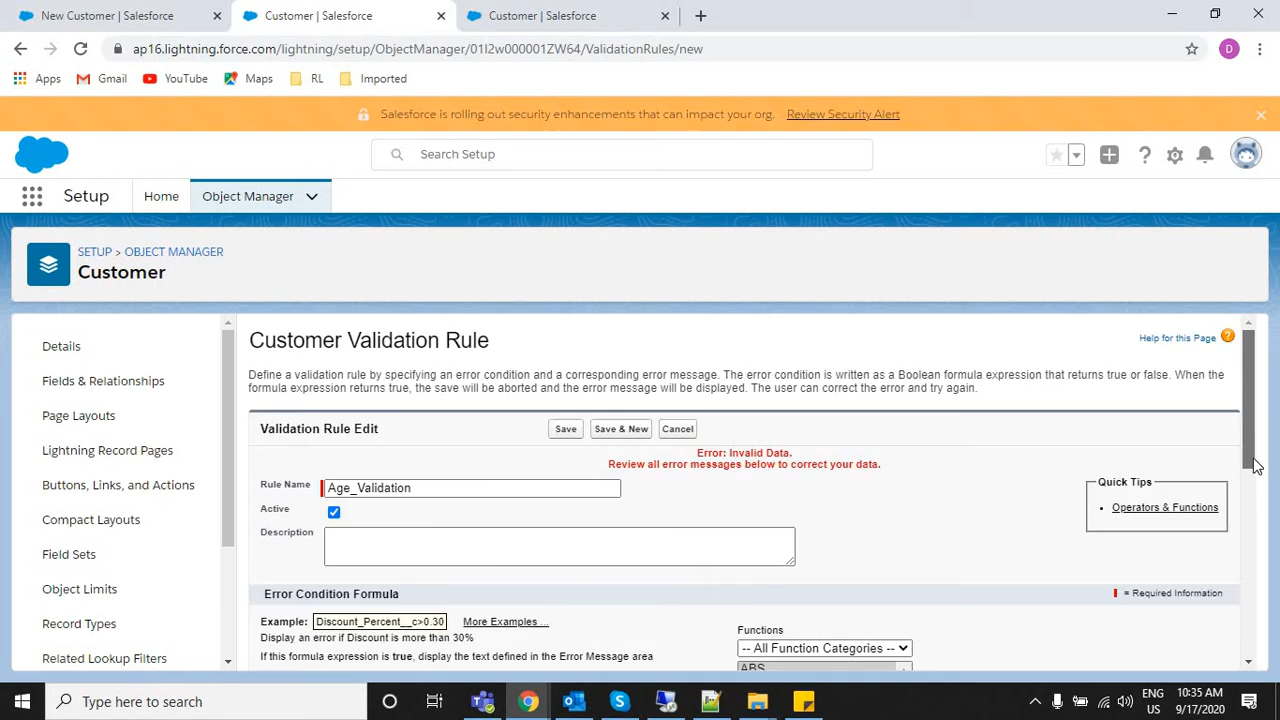 New Customer | Salesforce
Customer | Salesforce
Customer | Salesforce
ap16.lightning.force.com/lightning/setup/ObjectManager/01I2w000001ZW64/ValidationRules/new
D
Apps
Gmail
YouTube
Maps
RL
Imported
Salesforce is rolling out security enhancements that can impact your org. Review Security Alert
Search Setup
Setup
Home
Object Manager
SETUP > OBJECT MANAGER
Customer
Details
Fields & Relationships
Page Layouts
Lightning Record Pages
Buttons, Links, and Actions
Compact Layouts
Field Sets
Object Limits
Record Types
Related Lookup Filters
Customer Validation Rule
Help for this Page
Define a validation rule by specifying an error condition and a corresponding error message. The error condition is written as a Boolean formula expression that returns true or false. When the
formula expression returns true, the save will be aborted and the error message will be displayed. The user can correct the error and try again.
Validation Rule Edit
Save
Save & New
Cancel
Error: Invalid Data.
Review all error messages below to correct your data.
Rule Name
Age_Validation
Active
Description
Quick Tips
Operators & Functions
Error Condition Formula
= Required Information
Example: Discount_Percent__c>0.30 More Examples ...
Display an error if Discount is more than 30%
If this formula expression is true, display the text defined in the Error Message area
Functions
-- All Function Categories --
ABS
Type here to search
ENG
US
10:35 AM
9/17/2020